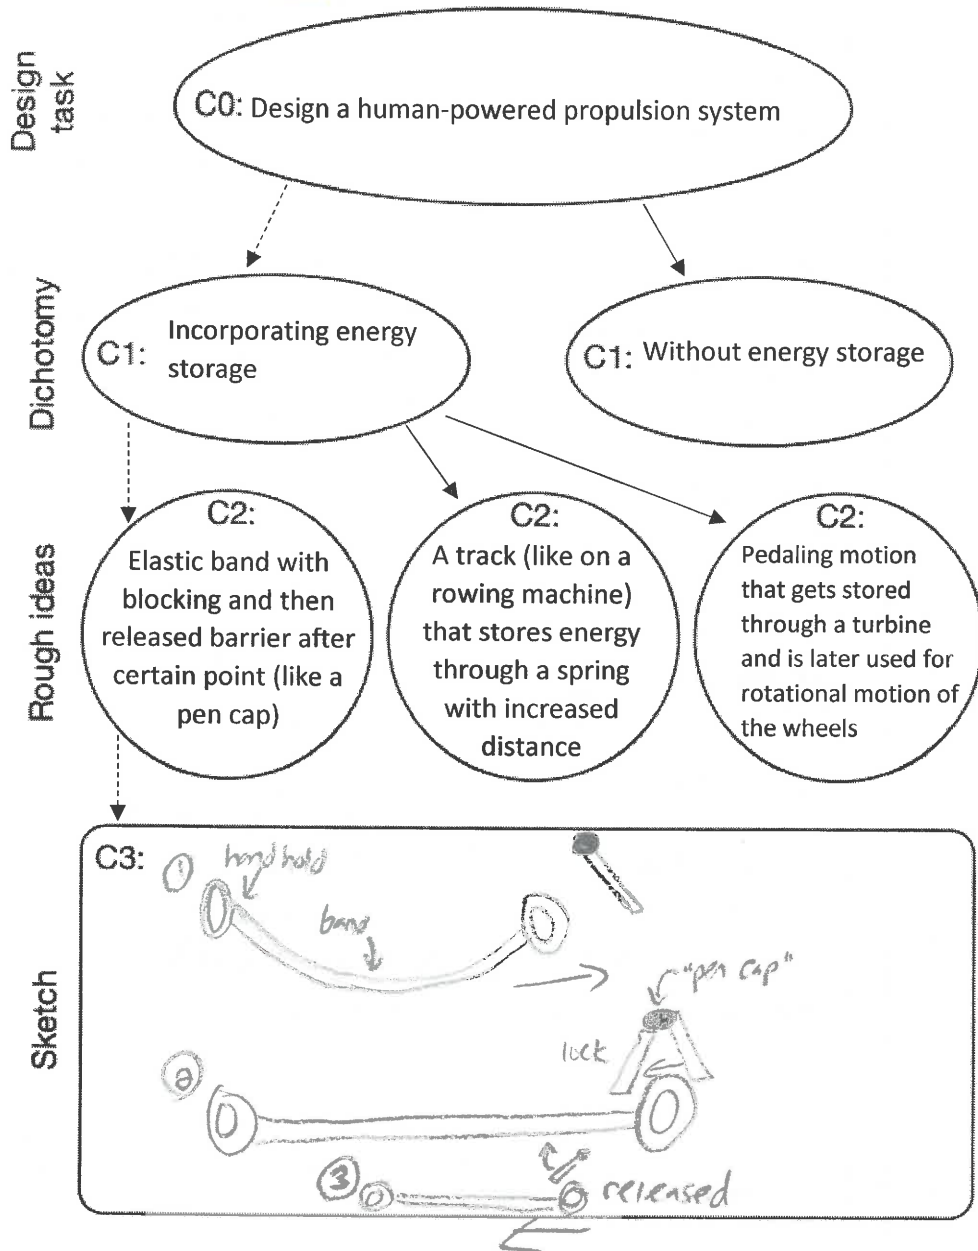 Design
task
C0: Design a human-powered propulsion system
Dichotomy
C1: Incorporating energy
storage
C1: Without energy storage
Rough ideas
C2:
Elastic band with
blocking and then
released barrier after
certain point (like a
pen cap)
C2:
A track (like on a
rowing machine)
that stores energy
through a spring
with increased
distance
C2:
Pedaling motion
that gets stored
through a turbine
and is later used for
rotational motion of
the wheels
Sketch
C3:
1
hand hold
band
"pen cap"
lock
2
3
released